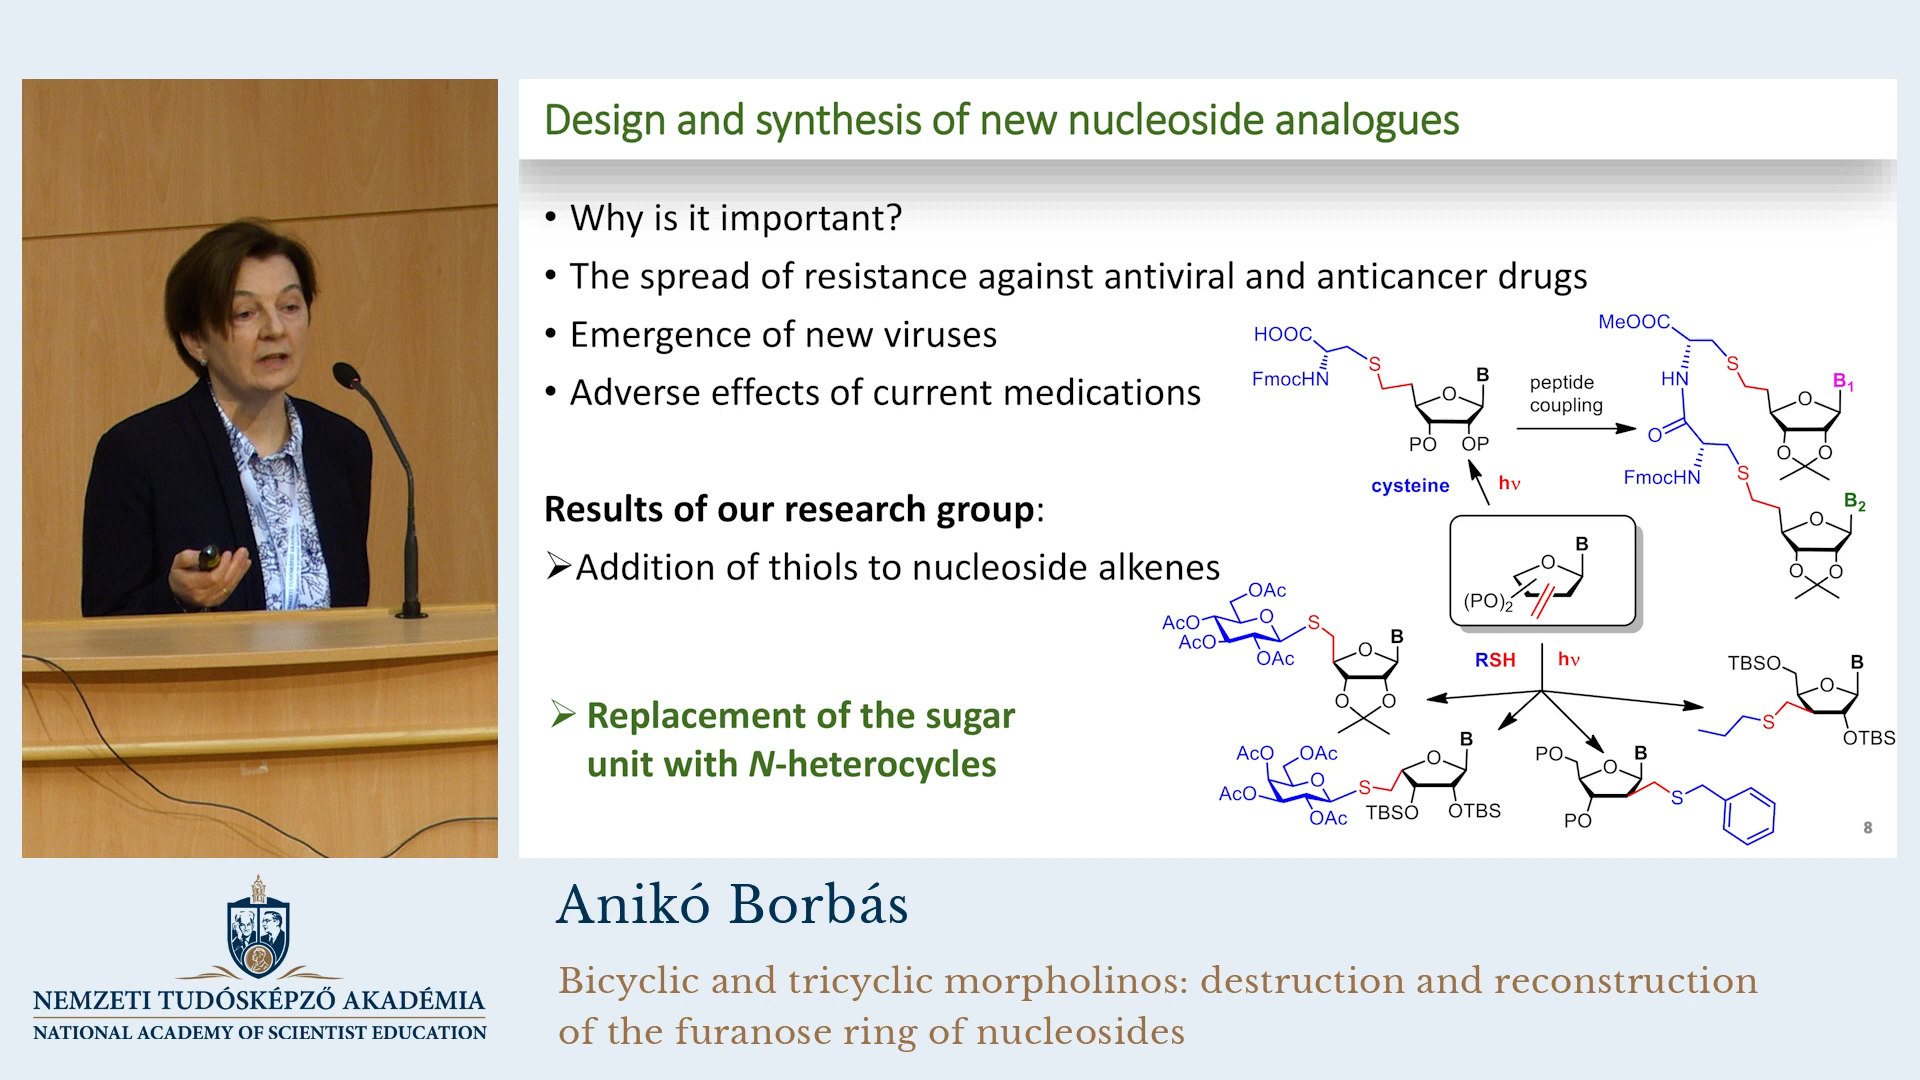 Design and synthesis of new nucleoside analogues
• Why is it important?
• The spread of resistance against antiviral and anticancer drugs
• Emergence of new viruses
• Adverse effects of current medications
Results of our research group:
➢Addition of thiols to nucleoside alkenes
➢ Replacement of the sugar
unit with N-heterocycles
HOOC
FmocHN
S
O
B
PO
OP
peptide
coupling
MeOOC
S
HN
O
B1
O
O
O
FmocHN
S
B2
O
O
O
cysteine
hν
B
O
(PO)2
RSH
hν
OAc
AcO
O
S
AcO
OAc
B
O
O
O
AcO
OAc
O
AcO
S
OAc
B
O
TBSO
OTBS
PO
B
O
S
PO
TBSO
B
O
S
OTBS
8
Anikó Borbás
Bicyclic and tricyclic morpholinos: destruction and reconstruction
of the furanose ring of nucleosides
NEMZETI TUDÓSKÉPZŐ AKADÉMIA
NATIONAL ACADEMY OF SCIENTIST EDUCATION